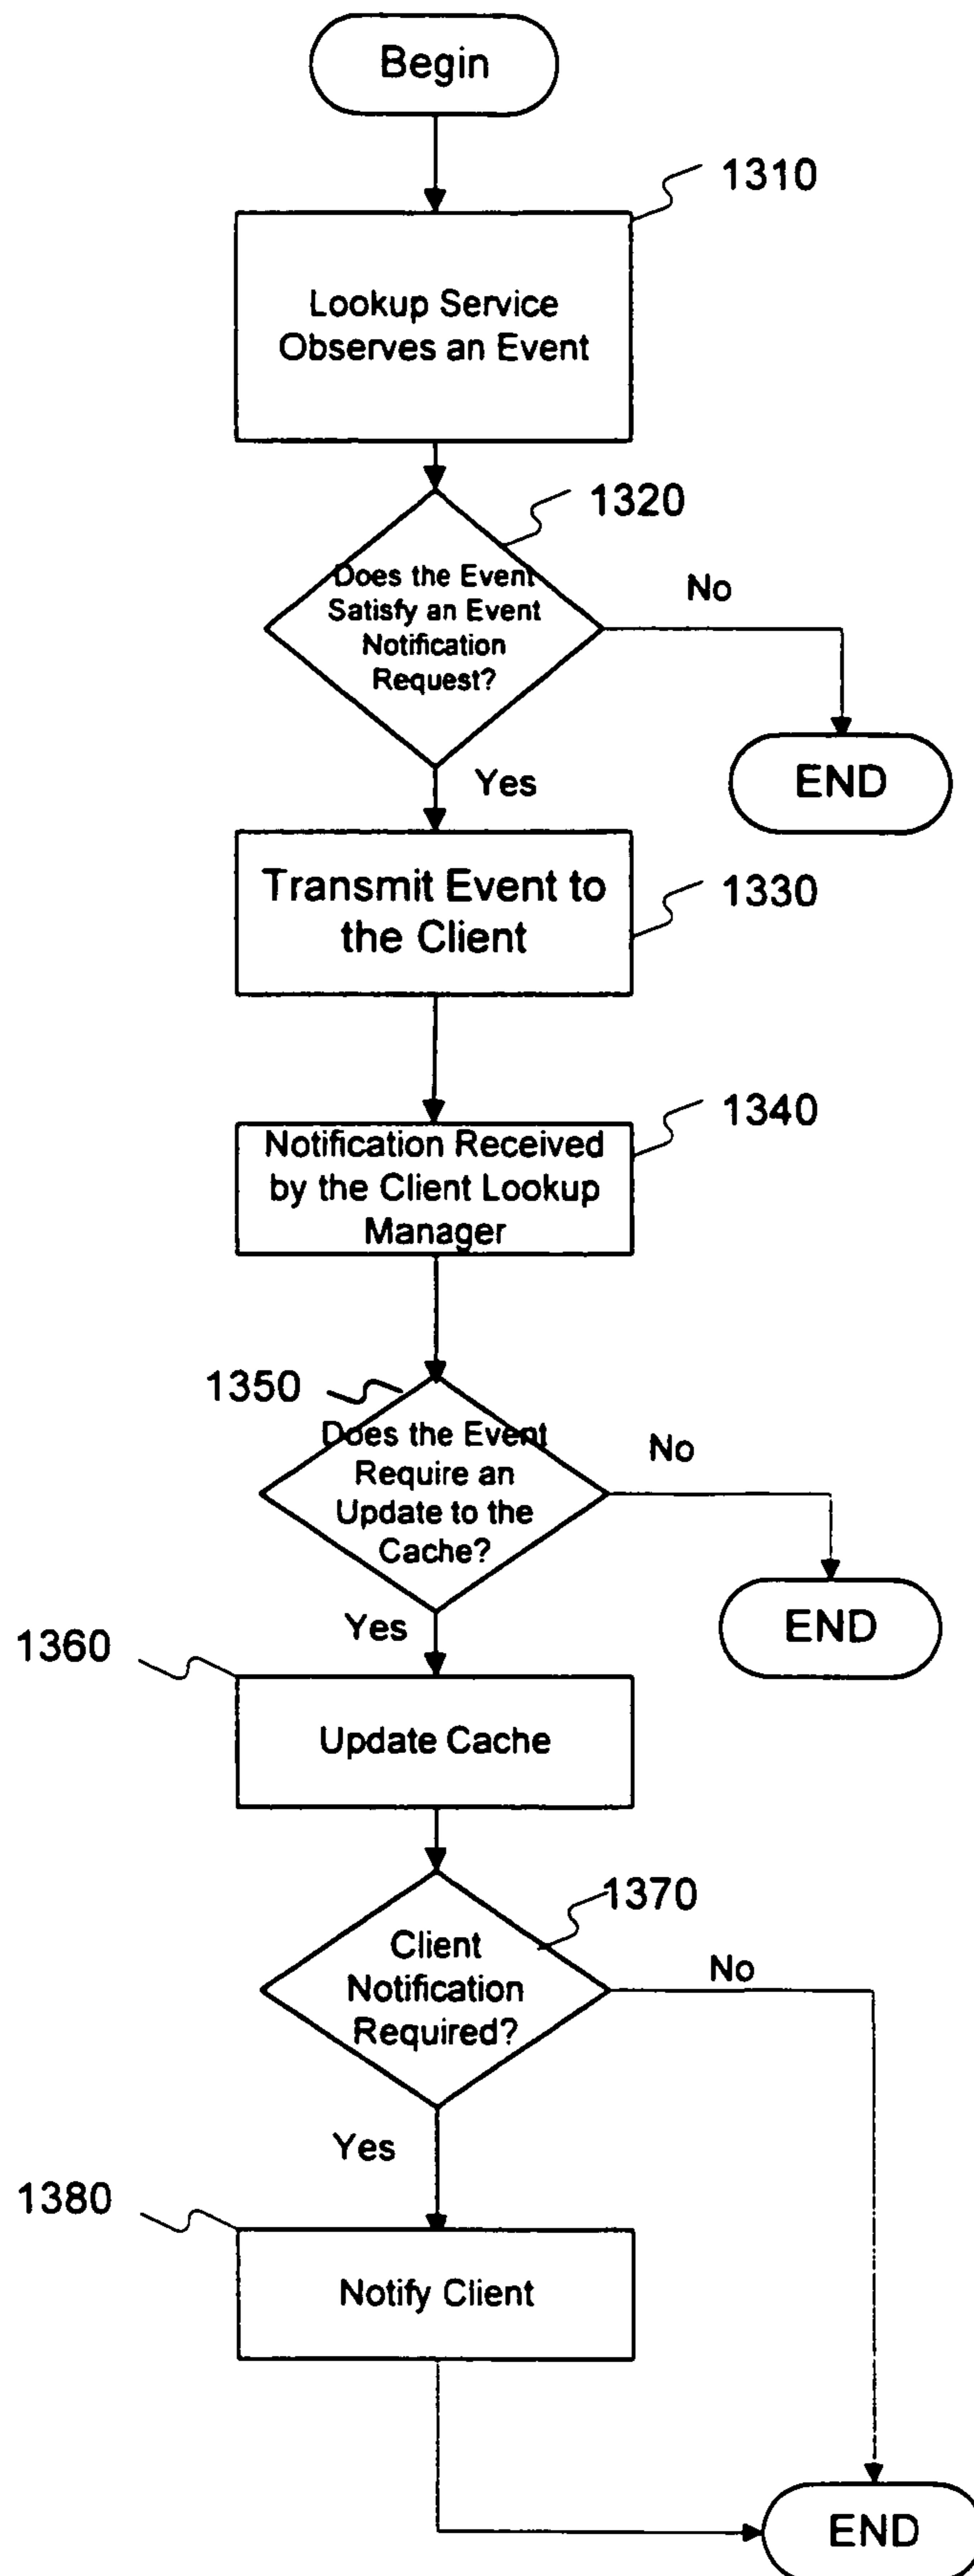 Begin
1310
Lookup Service
Observes an Event
1320
Does the Event
Satisfy an Event
Notification
Request?
No
END
Yes
Transmit Event to
the Client
1330
1340
Notification Received
by the Client Lookup
Manager
1350
Does the Event
Require an
Update to the
Cache?
No
END
Yes
1360
Update Cache
1370
Client
Notification
Required?
No
Yes
1380
Notify Client
END